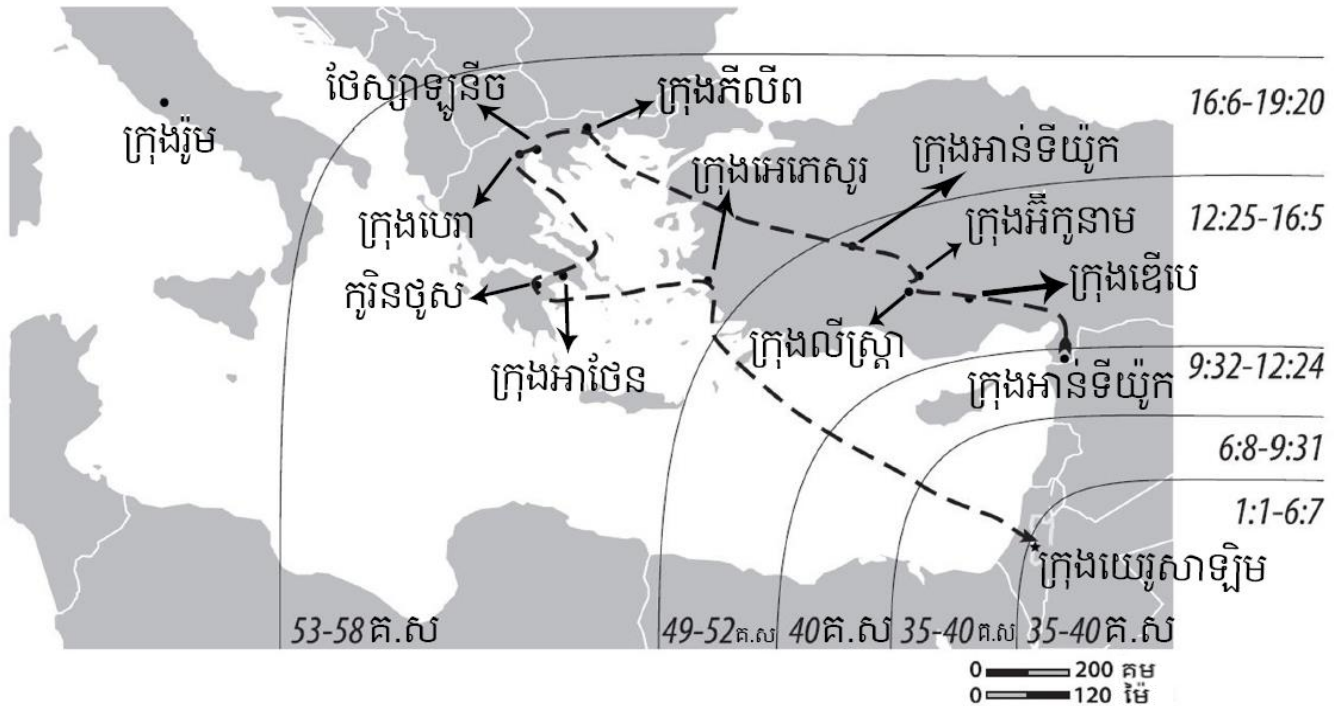 ថែស្សាឡូនីច
ក្រុងភីលីព
16:6-19:20
ក្រុងរ៉ូម
ក្រុងអាន់ទីយ៉ូក
ក្រុងអេភេសូរ
ក្រុងបេរា
ក្រុងអ៊ីកូនាម
12:25-16:5
ក្រុងឌើបេ
កូរិនថូស
ក្រុងលីស្ត្រា
ក្រុងអាថែន
ក្រុងអាន់ទីយ៉ូក
9:32-12:24
6:8-9:31
1:1-6:7
ក្រុងយេរូសាឡិម
53-58 គ.ស
49-52 គ.ស
40 គ.ស
35-40 គ.ស
35-40 គ.ស
0 200 គម
0 120 ម៉ៃ